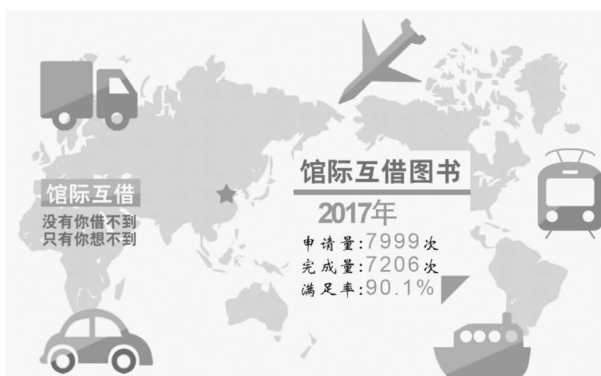 馆际互借
没有你借不到
只有你想不到
馆际互借图书
2017年
申请量:7999次
完成量:7206次
满足率:90.1%